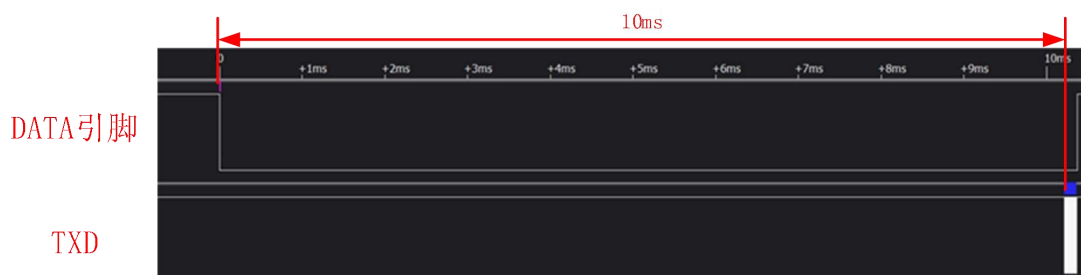 10ms
0 +1ms +2ms +3ms +4ms +5ms +6ms +7ms +8ms +9ms 10ms
DATA引脚
TXD